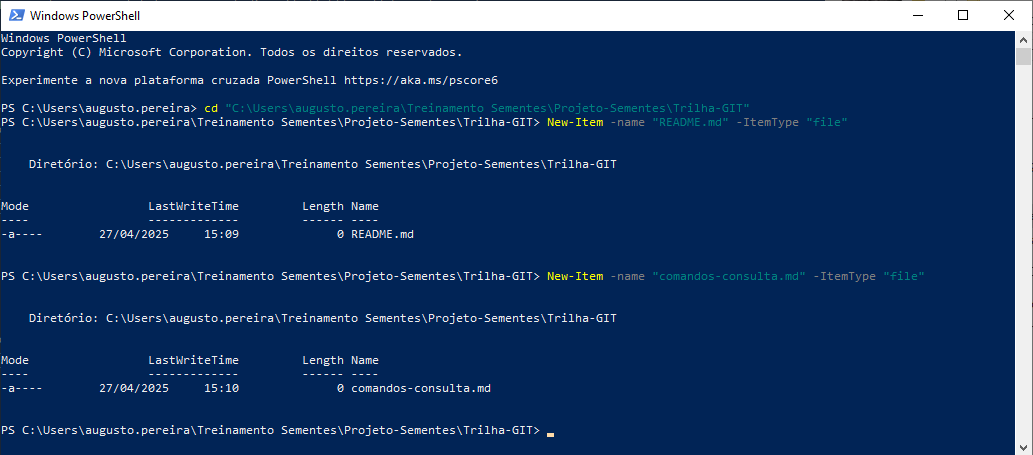 Windows PowerShell
Windows PowerShell
Copyright (C) Microsoft Corporation. Todos os direitos reservados.
Experimente a nova plataforma cruzada PowerShell https://aka.ms/pscore6
PS C:\Users\augusto.pereira> cd "C:\Users\augusto.pereira\Treinamento Sementes\Projeto-Sementes\Trilha-GIT"
PS C:\Users\augusto.pereira\Treinamento Sementes\Projeto-Sementes\Trilha-GIT> New-Item -name "README.md" -ItemType "file"
Diretório: C:\Users\augusto.pereira\Treinamento Sementes\Projeto-Sementes\Trilha-GIT
Mode                 LastWriteTime         Length Name
----                 -------------         ------ ----
-a----        27/04/2025     15:09              0 README.md
PS C:\Users\augusto.pereira\Treinamento Sementes\Projeto-Sementes\Trilha-GIT> New-Item -name "comandos-consulta.md" -ItemType "file"
Diretório: C:\Users\augusto.pereira\Treinamento Sementes\Projeto-Sementes\Trilha-GIT
Mode                 LastWriteTime         Length Name
----                 -------------         ------ ----
-a----        27/04/2025     15:10              0 comandos-consulta.md
PS C:\Users\augusto.pereira\Treinamento Sementes\Projeto-Sementes\Trilha-GIT>